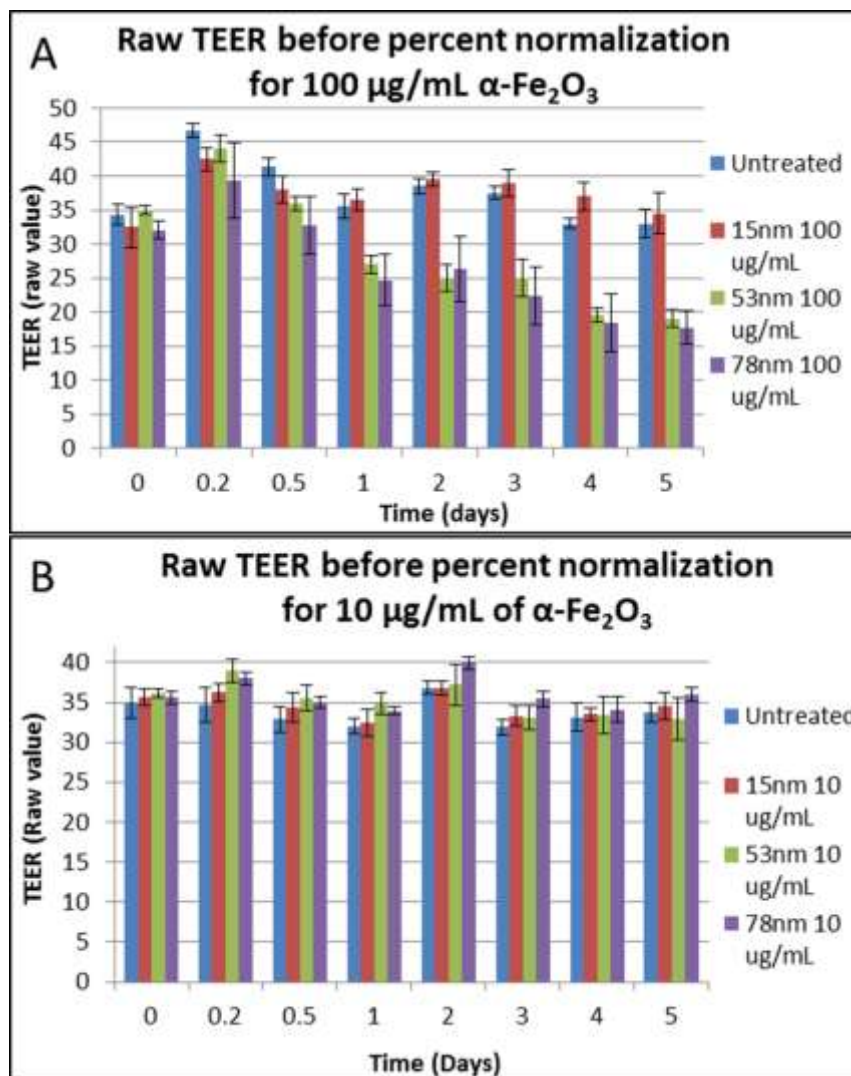 A
Raw TEER before percent normalization
for 100 µg/mL α-Fe₂O₃
TEER (raw value)
50
45
40
35
30
25
20
15
10
5
0
0 0.2 0.5 1 2 3 4 5
Time (days)
Untreated
15nm 100
ug/mL
53nm 100
ug/mL
78nm 100
ug/mL
B
Raw TEER before percent normalization
for 10 µg/mL of α-Fe₂O₃
TEER (Raw value)
40
35
30
25
20
15
10
5
0
0 0.2 0.5 1 2 3 4 5
Time (Days)
Untreated
15nm 10
ug/mL
53nm 10
ug/mL
78nm 10
ug/mL